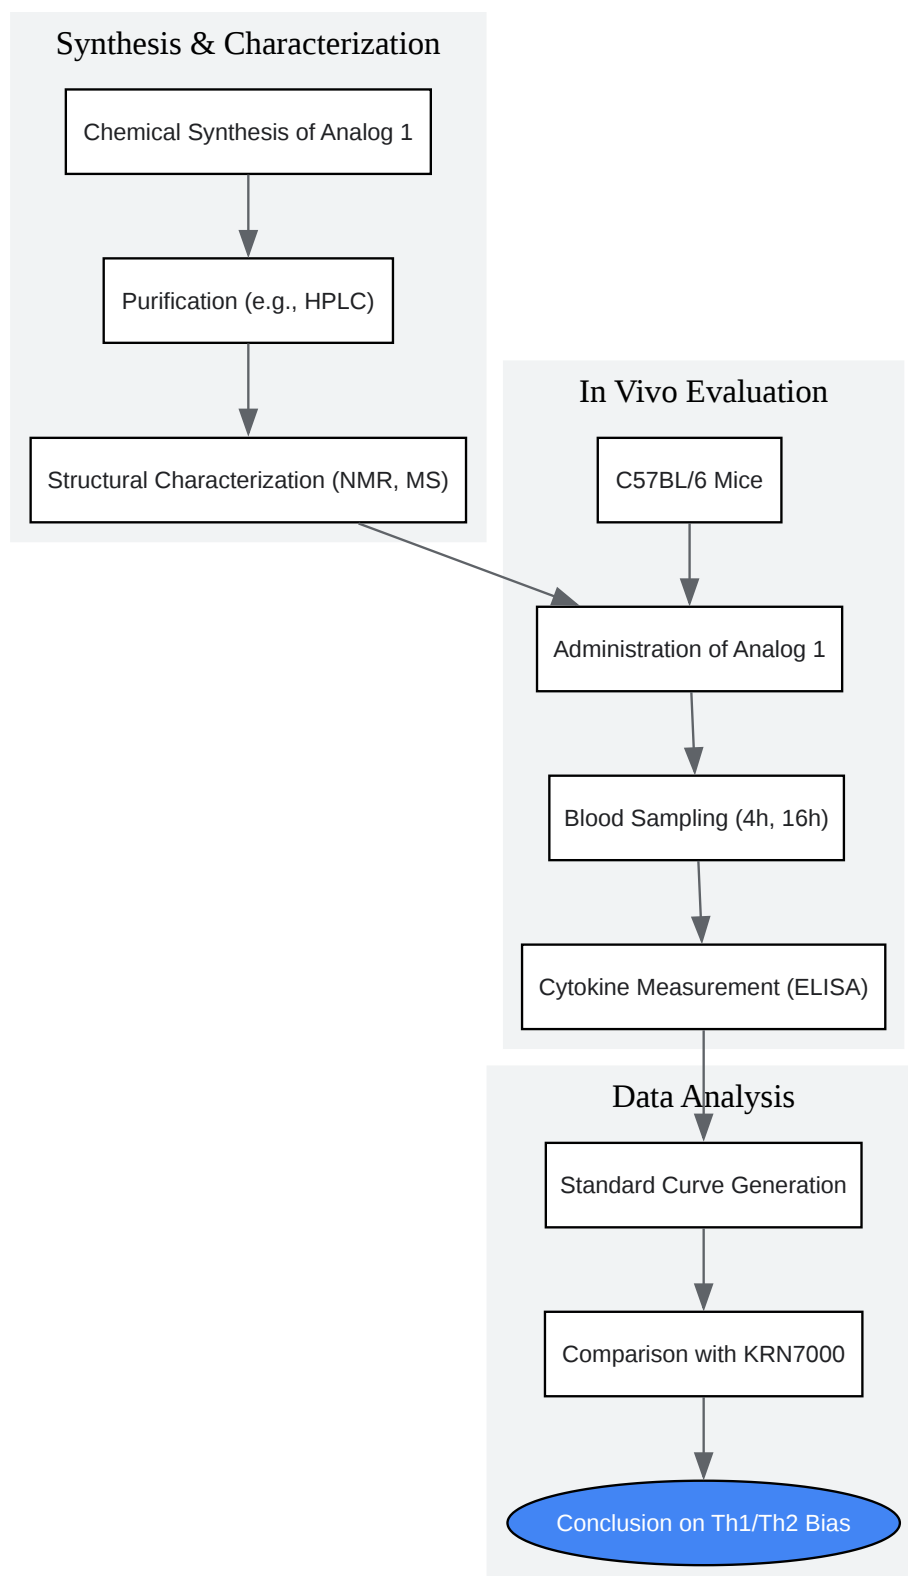 Synthesis & Characterization
Chemical Synthesis of Analog 1
Purification (e.g., HPLC)
Structural Characterization (NMR, MS)
In Vivo Evaluation
C57BL/6 Mice
Administration of Analog 1
Blood Sampling (4h, 16h)
Cytokine Measurement (ELISA)
Data Analysis
Standard Curve Generation
Comparison with KRN7000
Conclusion on Th1/Th2 Bias